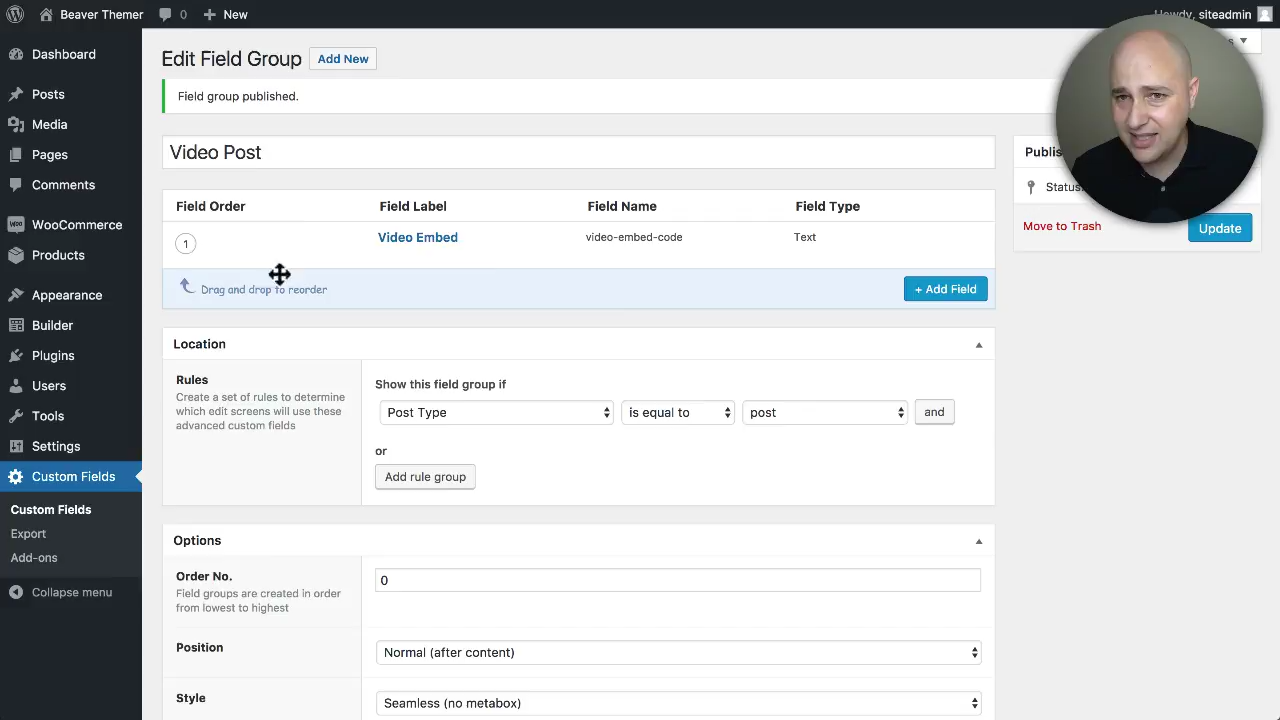 Beaver Themer 0 New Howdy, siteadmin
Dashboard
Posts
Media
Pages
Comments
WooCommerce
Products
Appearance
Builder
Plugins
Users
Tools
Settings
Custom Fields
Custom Fields
Export
Add-ons
Collapse menu
Edit Field Group Add New
Field group published.
Video Post
Field Order Field Label Field Name Field Type
1 Video Embed video-embed-code Text
Drag and drop to reorder + Add Field
Location
Rules
Create a set of rules to determine
which edit screens will use these
advanced custom fields
Show this field group if
Post Type is equal to post and
or
Add rule group
Options
Order No.
Field groups are created in order
from lowest to highest
0
Position Normal (after content)
Style Seamless (no metabox)
Status
Move to Trash Update